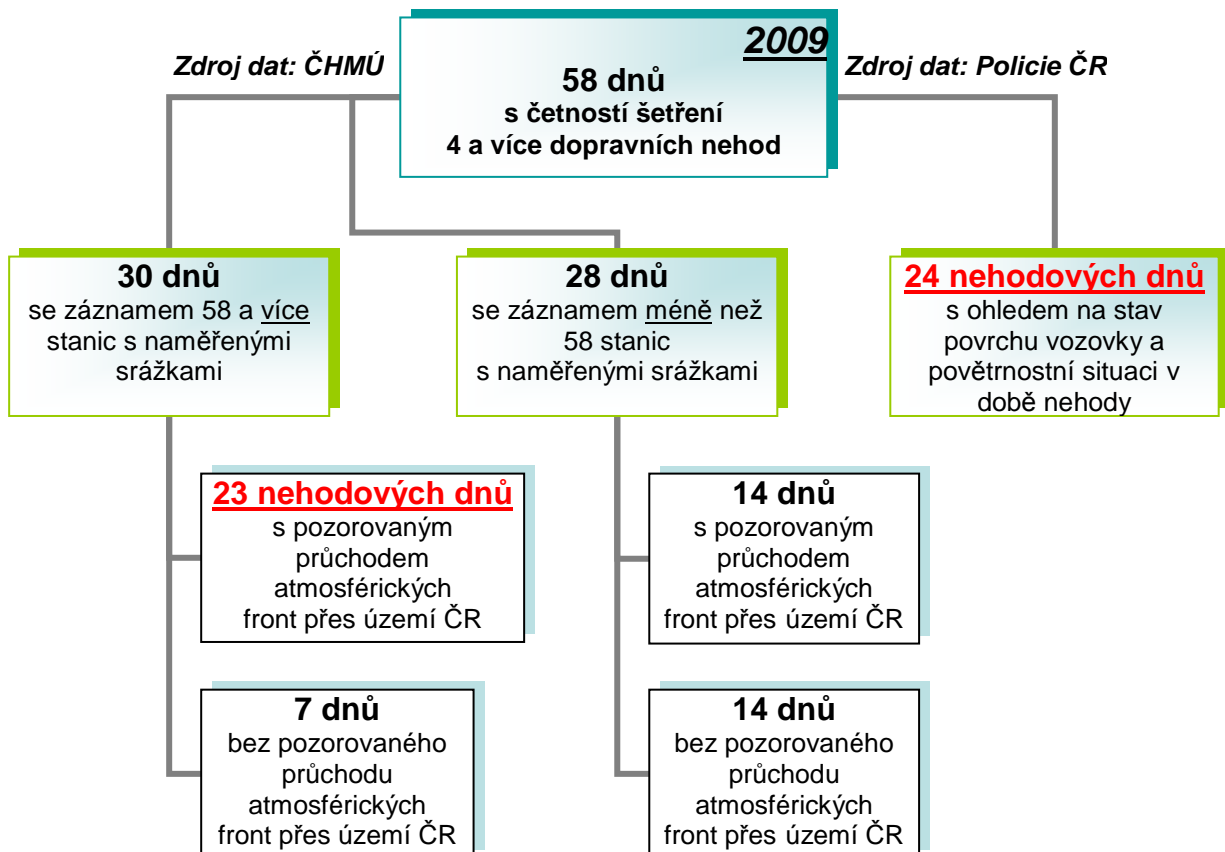 2009
Zdroj dat: ČHMÚ
Zdroj dat: Policie ČR
58 dnů
s četností šetření
4 a více dopravních nehod
30 dnů
se záznamem 58 a více
stanic s naměřenými
srážkami
28 dnů
se záznamem méně než
58 stanic
s naměřenými srážkami
24 nehodových dnů
s ohledem na stav
povrchu vozovky a
povětrnostní situaci v
době nehody
23 nehodových dnů
s pozorovaným
průchodem
atmosférických
front přes území ČR
14 dnů
s pozorovaným
průchodem
atmosférických
front přes území ČR
7 dnů
bez pozorovaného
průchodu
atmosférických
front přes území ČR
14 dnů
bez pozorovaného
průchodu
atmosférických
front přes území ČR